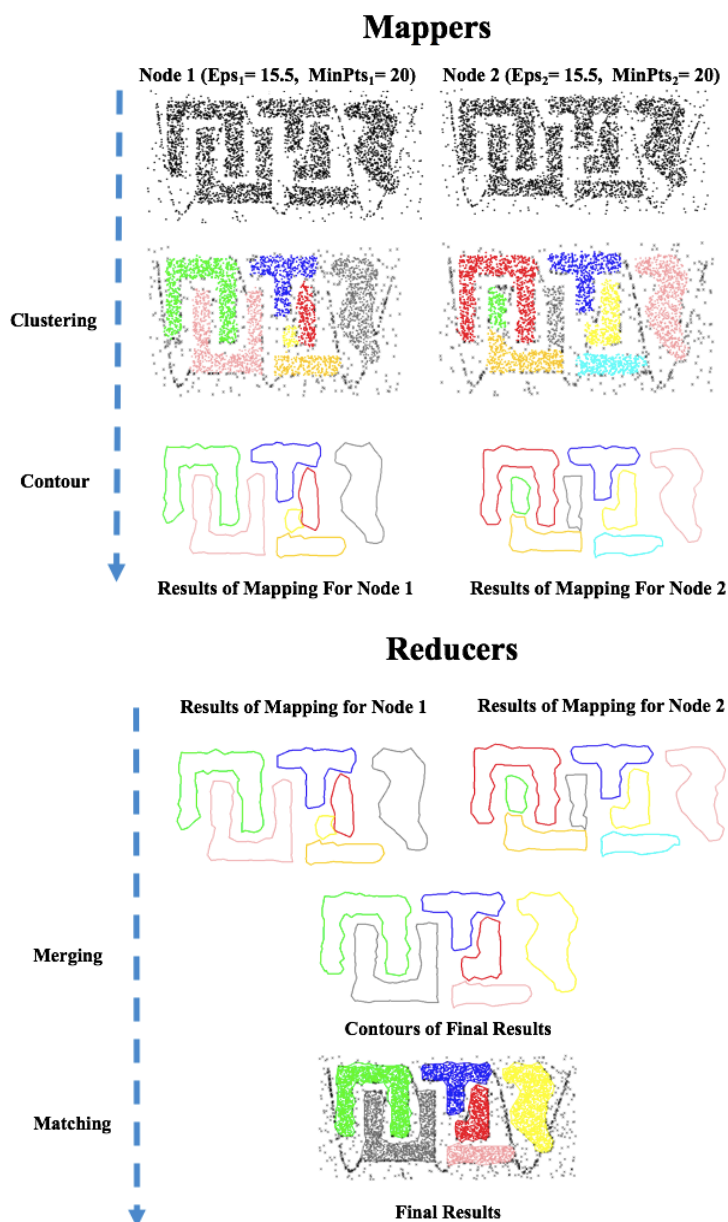 Mappers
Node 1 (Eps₁= 15.5, MinPts₁= 20)
Node 2 (Eps₂= 15.5, MinPts₂= 20)
Clustering
Contour
Results of Mapping For Node 1
Results of Mapping For Node 2
Reducers
Results of Mapping for Node 1
Results of Mapping for Node 2
Merging
Contours of Final Results
Matching
Final Results